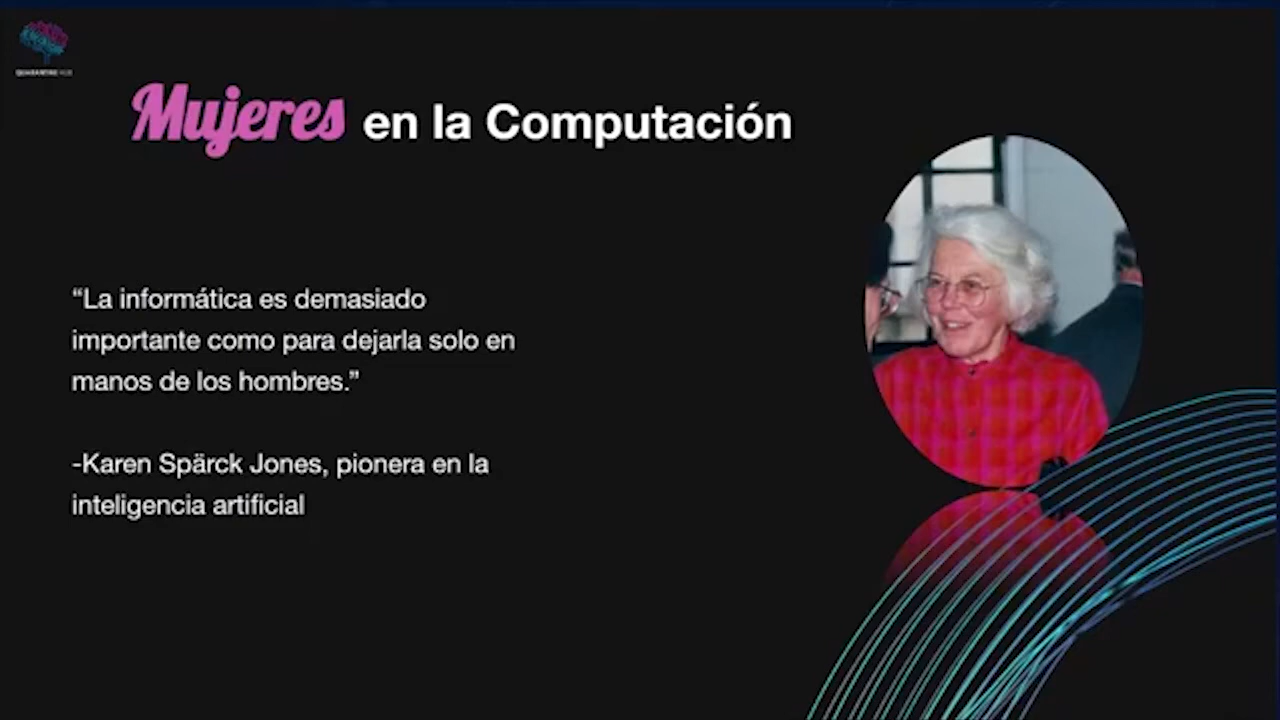 Mujeres en la Computación
“La informática es demasiado
importante como para dejarla solo en
manos de los hombres.”
-Karen Spärck Jones, pionera en la
inteligencia artificial